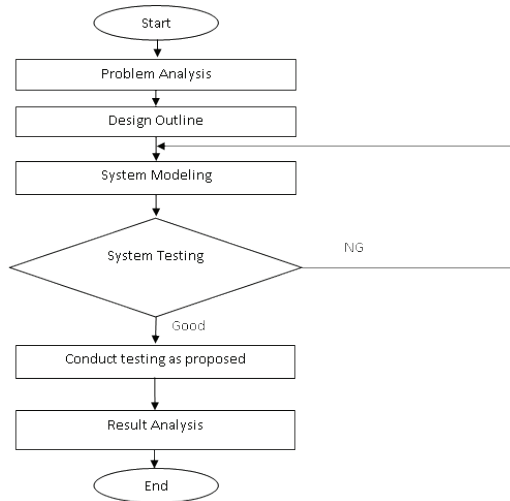 Start
Problem Analysis
Design Outline
System Modeling
System Testing
NG
Good
Conduct testing as proposed
Result Analysis
End